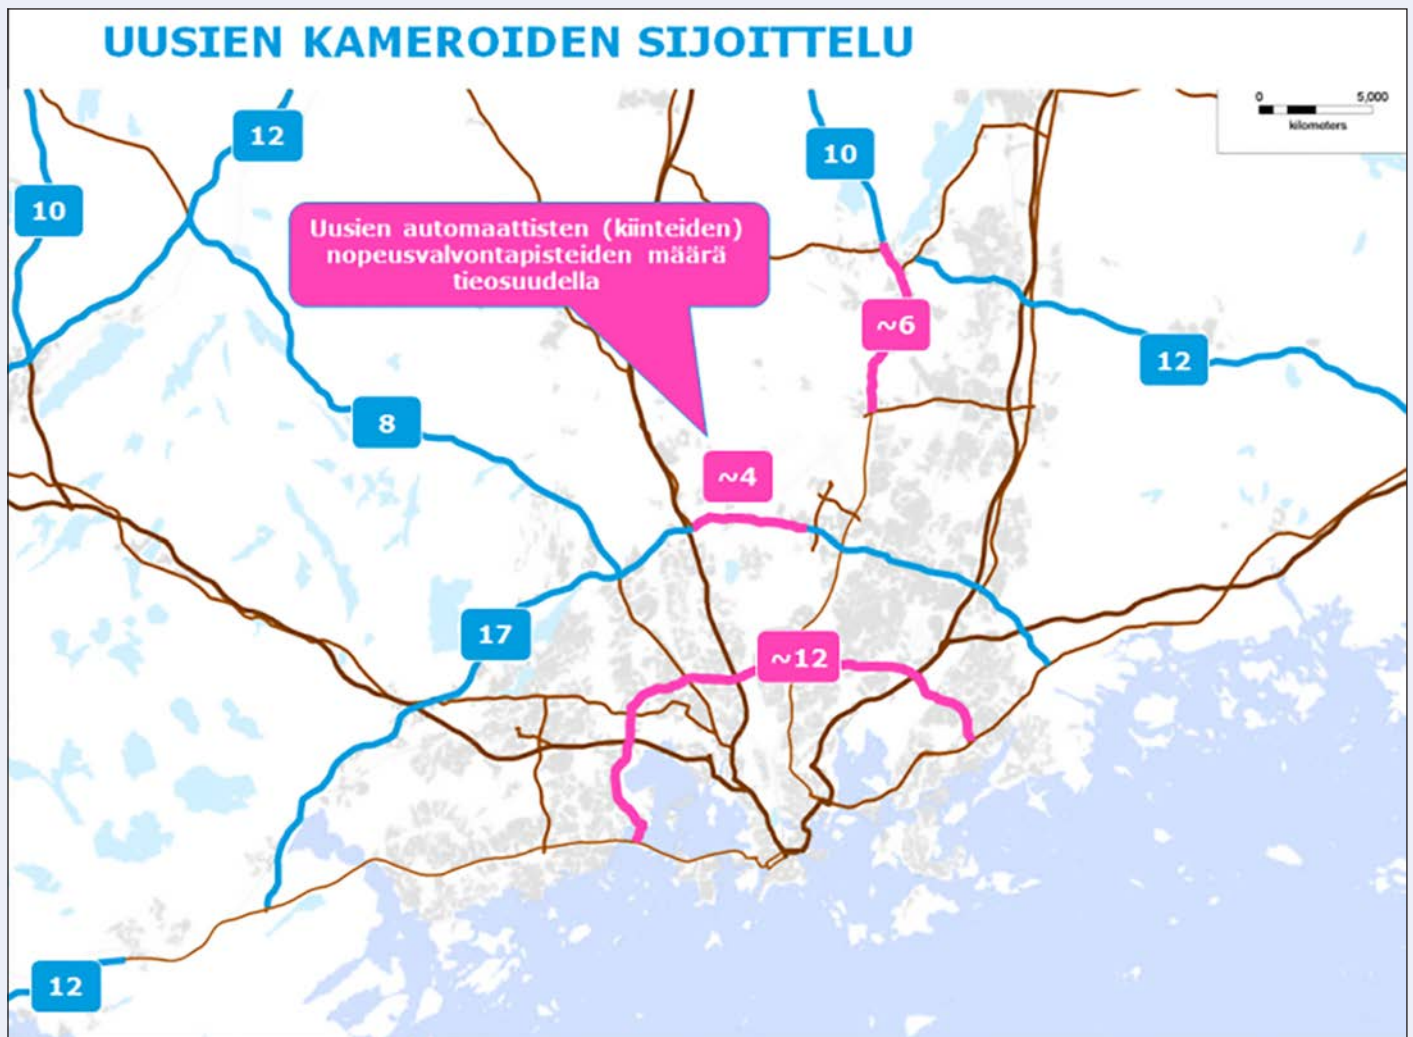 UUSIEN KAMEROIDEN SIJOITTELU
0 5,000
kilometers
12
10
10
Uusien automaattisten (kiinteiden)
nopeusvalvontapisteiden määrä
tieosuudella
~6
12
8
~4
17
~12
12